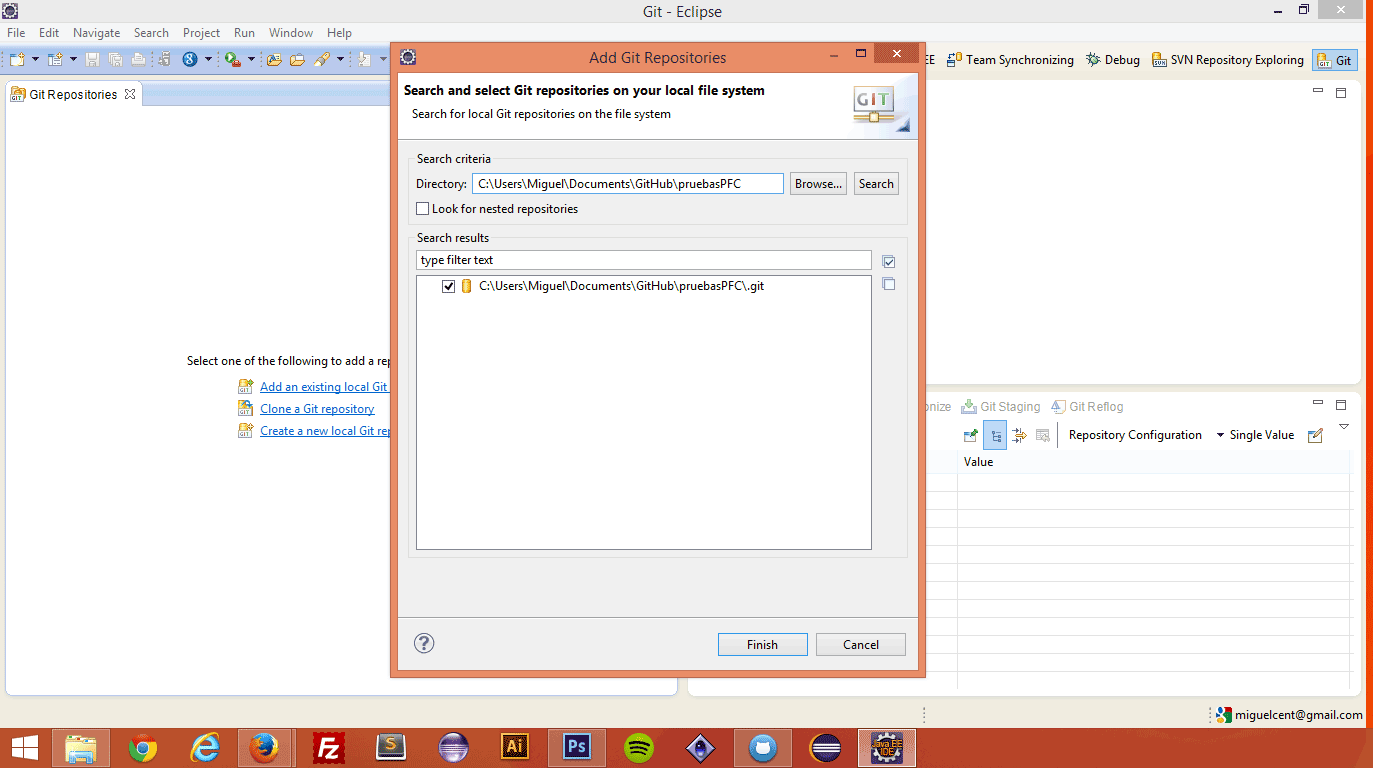 Git - Eclipse
File Edit Navigate Search Project Run Window Help
EE Team Synchronizing Debug SVN Repository Exploring Git
Git Repositories
Select one of the following to add a rep
Add an existing local Git
Clone a Git repository
Create a new local Git rep
Add Git Repositories
Search and select Git repositories on your local file system
Search for local Git repositories on the file system
GIT
Search criteria
Directory: C:\Users\Miguel\Documents\GitHub\pruebasPFC Browse... Search
Look for nested repositories
Search results
type filter text
C:\Users\Miguel\Documents\GitHub\pruebasPFC\.git
Finish Cancel
onize Git Staging Git Reflog
Repository Configuration Single Value
Value
miguelcent@gmail.com
Fz S Ai Ps Java EE
IDE